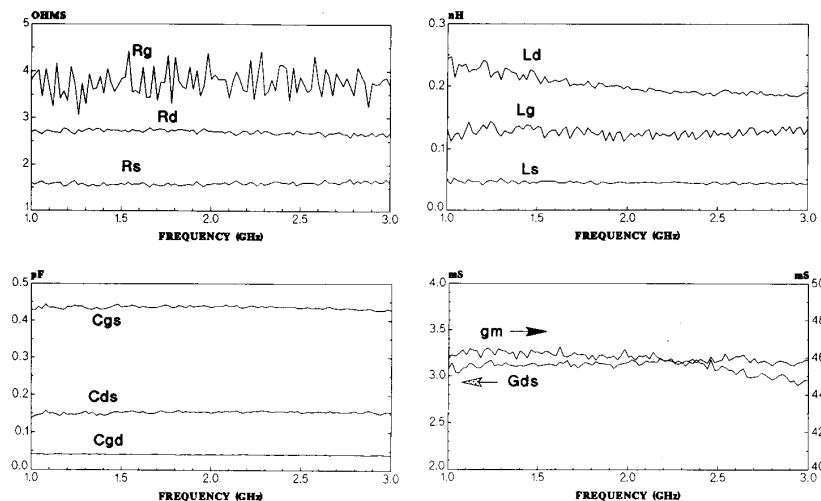 OHMS
5
4
3
2
1
Rg
Rd
Rs
1.0 1.5 2.0 2.5 3.0
FREQUENCY (GHz)
nH
0.3
0.2
0.1
0.0
Ld
Lg
Ls
1.0 1.5 2.0 2.5 3.0
FREQUENCY (GHz)
pF
0.5
0.4
0.3
0.2
0.1
0.0
Cgs
Cds
Cgd
1.0 1.5 2.0 2.5 3.0
FREQUENCY (GHz)
mS mS
4.0 50
3.5 48
46
3.0
44
2.5 42
2.0 40
gm
Gds
1.0 1.5 2.0 2.5 3.0
FREQUENCY (GHz)